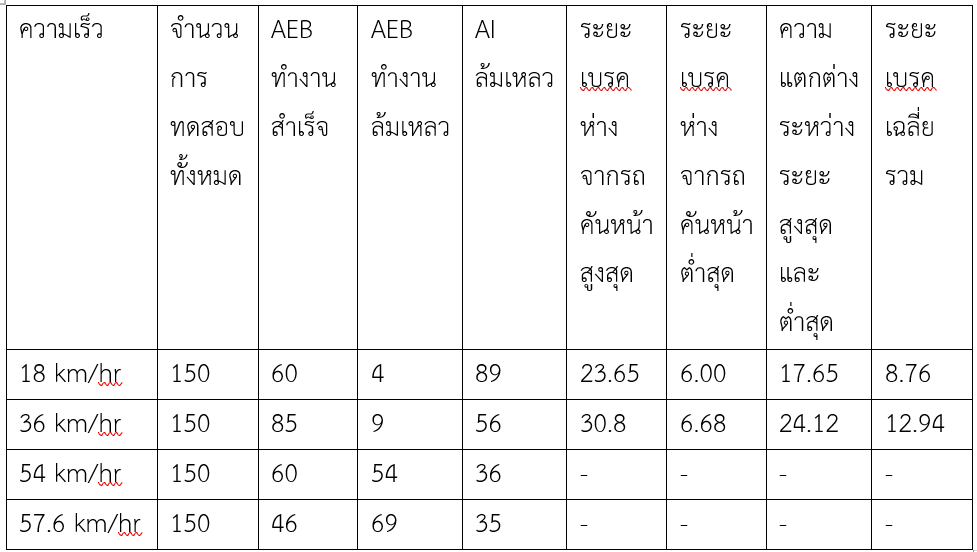 ความเร็ว
จำนวน
การ
ทดสอบ
ทั้งหมด
AEB
ทำงาน
สำเร็จ
AEB
ทำงาน
ล้มเหลว
AI
ล้มเหลว
ระยะ
เบรค
ห่าง
จากรถ
คันหน้า
สูงสุด
ระยะ
เบรค
ห่าง
จากรถ
คันหน้า
ต่ำสุด
ความ
แตกต่าง
ระหว่าง
ระยะ
สูงสุด
และ
ต่ำสุด
ระยะ
เบรค
เฉลี่ย
รวม
18 km/hr 150 60 4 89 23.65 6.00 17.65 8.76
36 km/hr 150 85 9 56 30.8 6.68 24.12 12.94
54 km/hr 150 60 54 36 - - - -
57.6 km/hr 150 46 69 35 - - - -